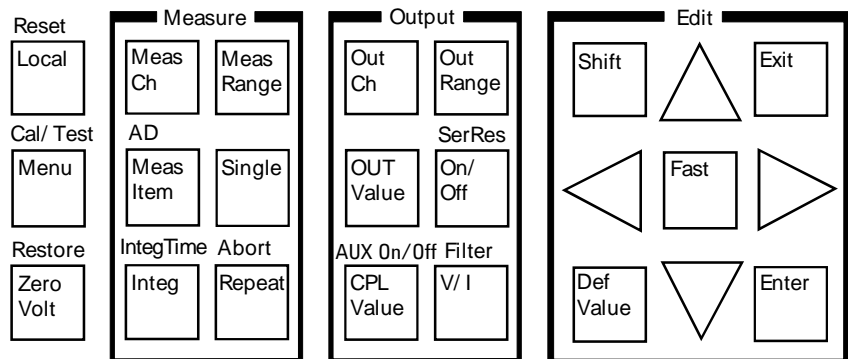 Measure
Output
Edit
Reset
Local
Meas
Ch
Meas
Range
Out
Ch
Out
Range
Shift
Exit
Cal/ Test
AD
SerRes
Menu
Meas
Item
Single
OUT
Value
On/
Off
Fast
Restore
IntegTime
Abort
AUX On/Off
Filter
Zero
Volt
Integ
Repeat
CPL
Value
V/ I
Def
Value
Enter